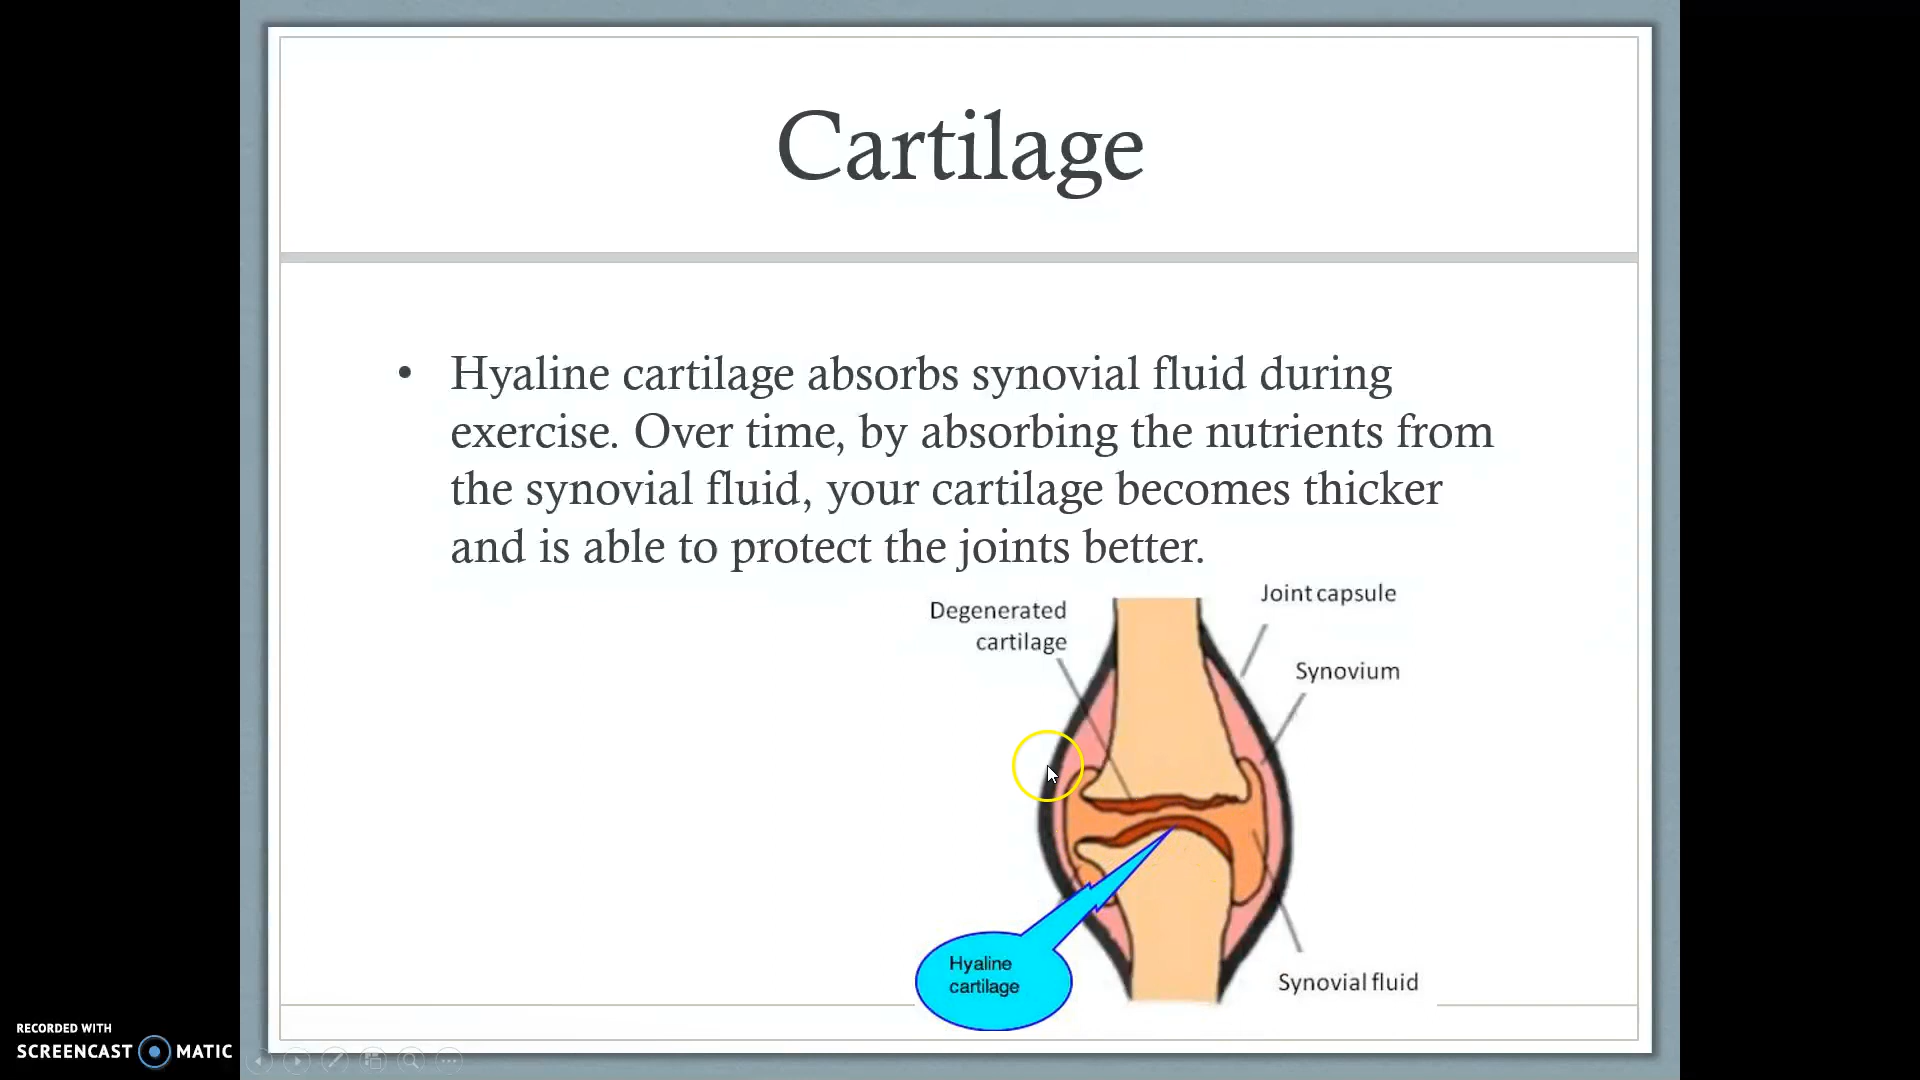 Cartilage
• Hyaline cartilage absorbs synovial fluid during
exercise. Over time, by absorbing the nutrients from
the synovial fluid, your cartilage becomes thicker
and is able to protect the joints better.
Degenerated
cartilage
Joint capsule
Synovium
Hyaline
cartilage
Synovial fluid
RECORDED WITH
SCREENCAST MATIC